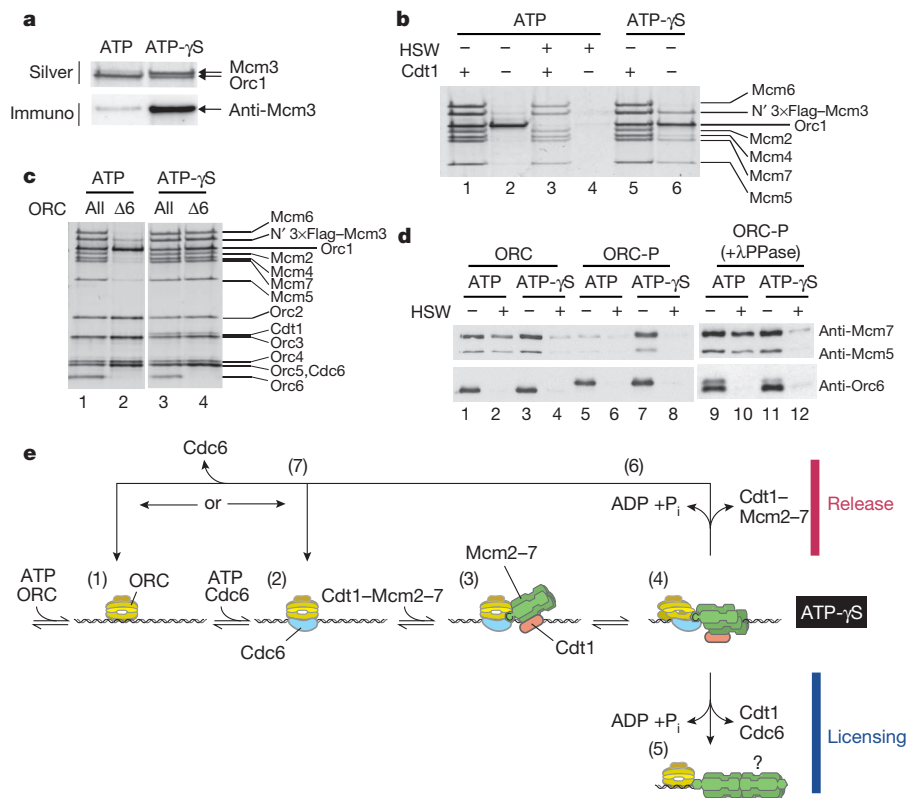 a
ATP ATP-γS
Silver
Mcm3
Orc1
Immuno
Anti-Mcm3
b
ATP ATP-γS
HSW – – + + – –
Cdt1 + – + – + –
Mcm6
N′ 3×Flag–Mcm3
Orc1
Mcm2
Mcm4
Mcm7
Mcm5
1 2 3 4 5 6
c
ATP ATP-γS
ORC All Δ6 All Δ6
Mcm6
N′ 3×Flag–Mcm3
Orc1
Mcm2
Mcm4
Mcm7
Mcm5
Orc2
Cdt1
Orc3
Orc4
Orc5,Cdc6
Orc6
1 2 3 4
d
ORC ORC-P ORC-P
(+λPPase)
ATP ATP-γS ATP ATP-γS ATP ATP-γS
HSW – + – + – + – + – + – +
Anti-Mcm7
Anti-Mcm5
Anti-Orc6
1 2 3 4 5 6 7 8 9 10 11 12
e
Cdc6
(7)
(6)
or
ADP +Pi
Cdt1–
Mcm2–7
Release
ATP
ORC
(1)
ORC
ATP
Cdc6
(2)
Cdc6
Cdt1–Mcm2–7
Mcm2–7
(3)
Cdt1
(4)
ATP-γS
ADP +Pi
Cdt1
Cdc6
Licensing
(5)
?